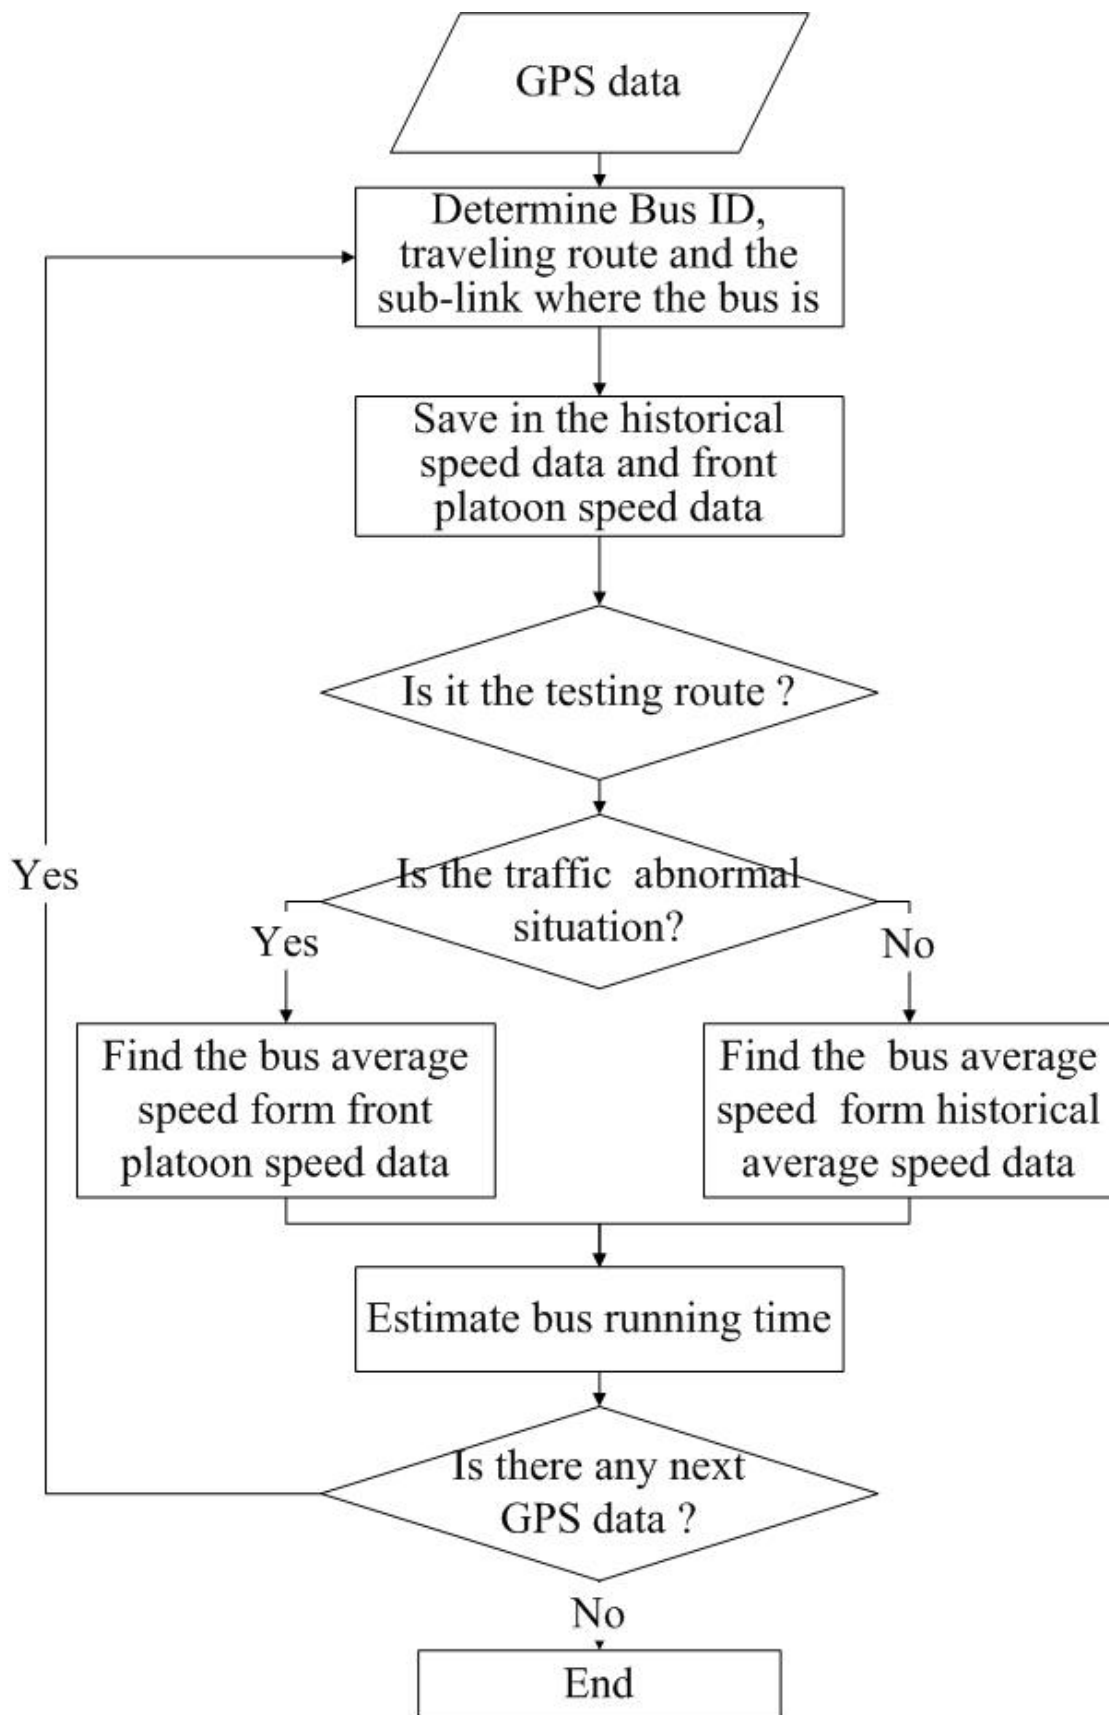 GPS data
Determine Bus ID,
traveling route and the
sub-link where the bus is
Save in the historical
speed data and front
platoon speed data
Is it the testing route ?
Is the traffic abnormal
situation?
Yes
Yes
No
Find the bus average
speed form front
platoon speed data
Find the bus average
speed form historical
average speed data
Estimate bus running time
Is there any next
GPS data ?
No
End